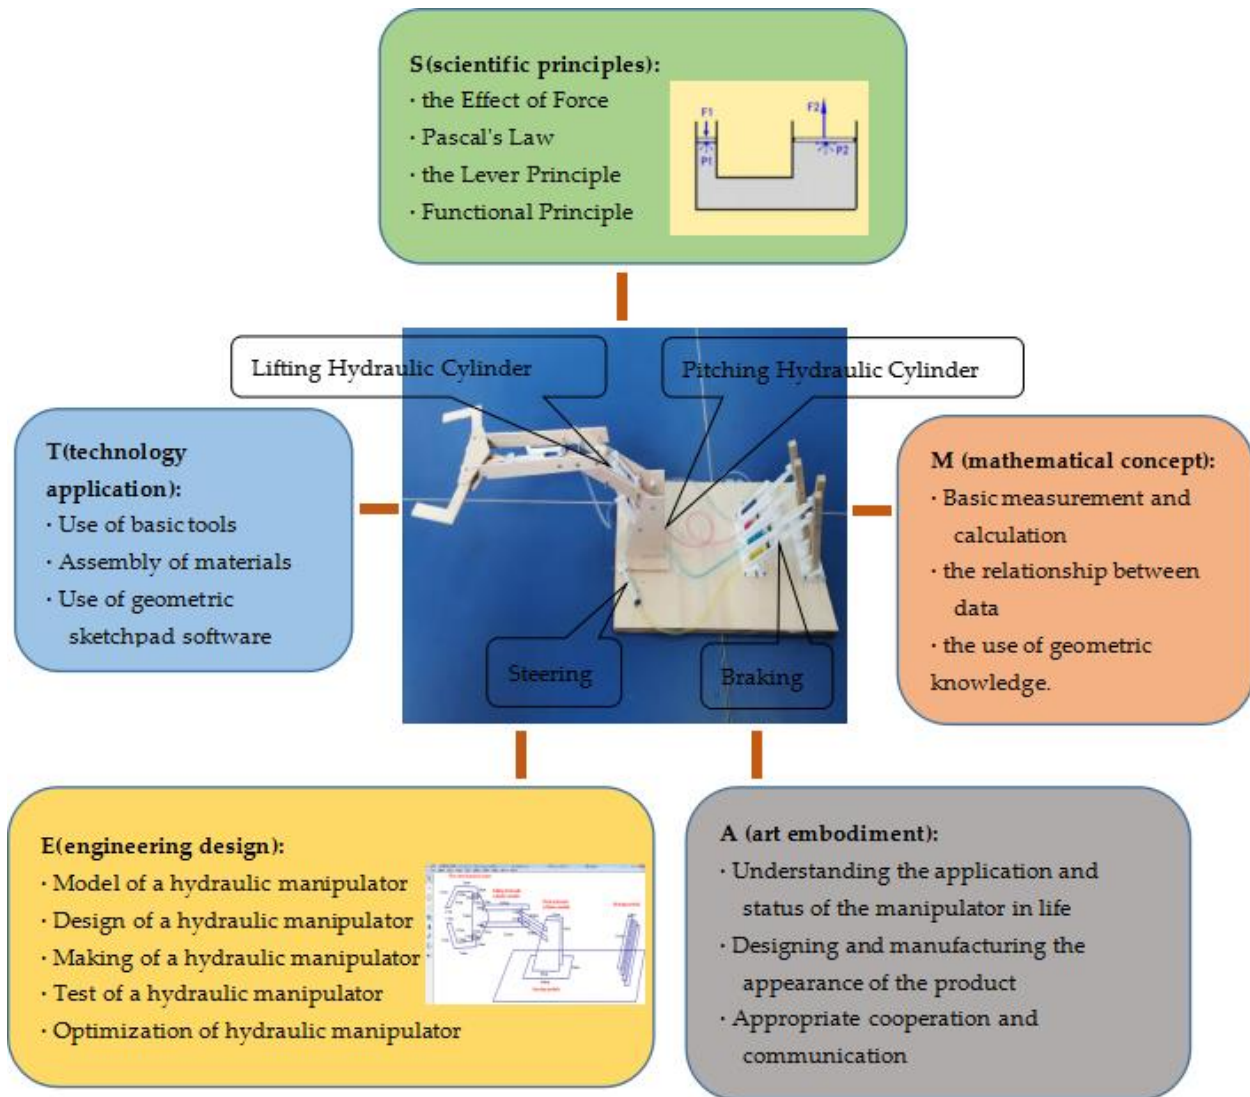 S(scientific principles):
· the Effect of Force
· Pascal's Law
· the Lever Principle
· Functional Principle
F1
P1
F2
P2
Lifting Hydraulic Cylinder
Pitching Hydraulic Cylinder
Steering
Braking
T(technology
application):
· Use of basic tools
· Assembly of materials
· Use of geometric
sketchpad software
M (mathematical concept):
· Basic measurement and
calculation
· the relationship between
data
· the use of geometric
knowledge.
E(engineering design):
· Model of a hydraulic manipulator
· Design of a hydraulic manipulator
· Making of a hydraulic manipulator
· Test of a hydraulic manipulator
· Optimization of hydraulic manipulator
A (art embodiment):
· Understanding the application and
status of the manipulator in life
· Designing and manufacturing the
appearance of the product
· Appropriate cooperation and
communication